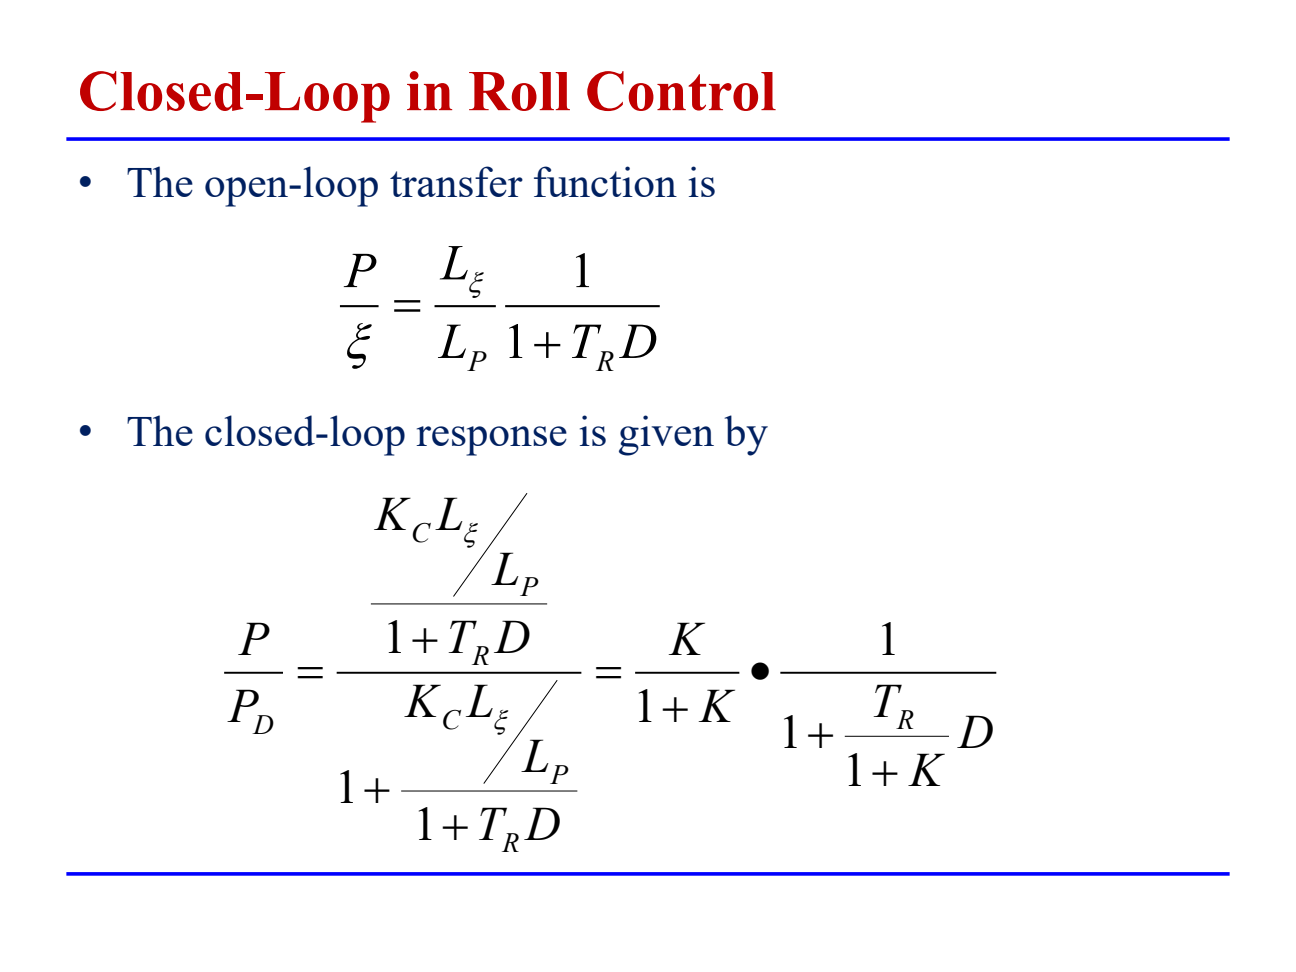 Closed-Loop in Roll Control
• The open-loop transfer function is
P/ξ = L_ξ/L_P 1/(1 + T_R D)
• The closed-loop response is given by
P/P_D = ((K_C L_ξ/L_P)/(1 + T_R D))/(1 + (K_C L_ξ/L_P)/(1 + T_R D)) = K/(1 + K) • 1/(1 + (T_R/(1 + K)) D)